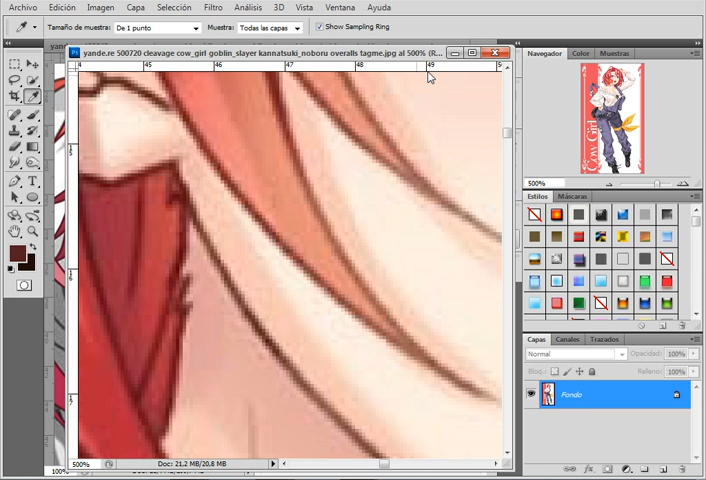 Archivo Edición Imagen Capa Selección Filtro Análisis 3D Vista Ventana Ayuda
Tamaño de muestra: De 1 punto Muestra: Todas las capas Show Sampling Ring
yande.re 500720 cleavage cow_girl goblin_slayer kannatsuki_noboru overalls tagme.jpg al 500% (R...
45 46 47 48 49
Navegador Color Muestras
Cow Girl
500%
Estilos Máscaras
Capas Canales Trazados
Normal Opacidad: 100%
Bloq.: Relleno: 100%
Fondo
500% Doc: 21,2 MB/20,8 MB
100%